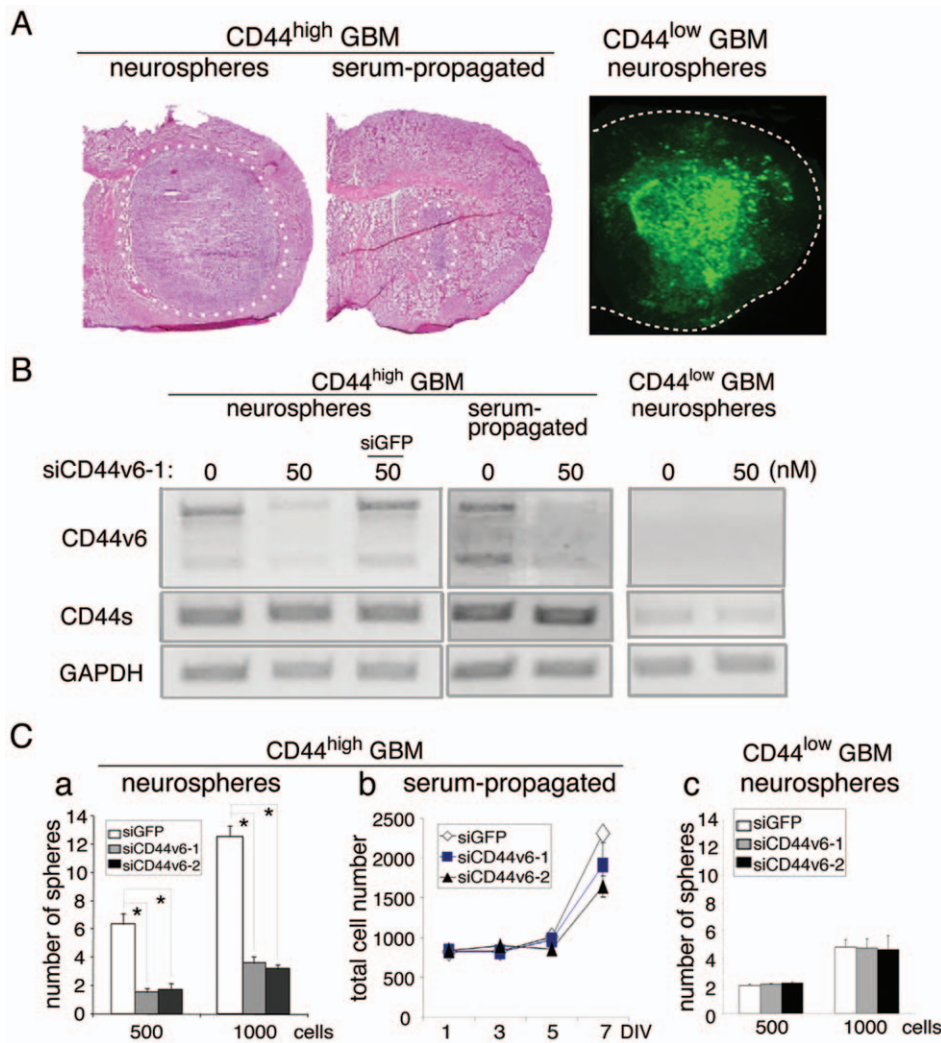 A
CD44high GBM
neurospheres serum-propagated
CD44low GBM
neurospheres
B
CD44high GBM
neurospheres
serum-
propagated
CD44low GBM
neurospheres
siGFP
siCD44v6-1: 0 50 50 0 50 0 50 (nM)
CD44v6
CD44s
GAPDH
C
CD44high GBM
CD44low GBM
neurospheres
a neurospheres
number of spheres
14
12
10
8
6
4
2
0
siGFP
siCD44v6-1
siCD44v6-2
* * * *
500 1000 cells
b serum-propagated
total cell number
2500
2000
1500
1000
500
0
siGFP
siCD44v6-1
siCD44v6-2
1 3 5 7 DIV
c
number of spheres
14
12
10
8
6
4
2
0
siGFP
siCD44v6-1
siCD44v6-2
500 1000 cells